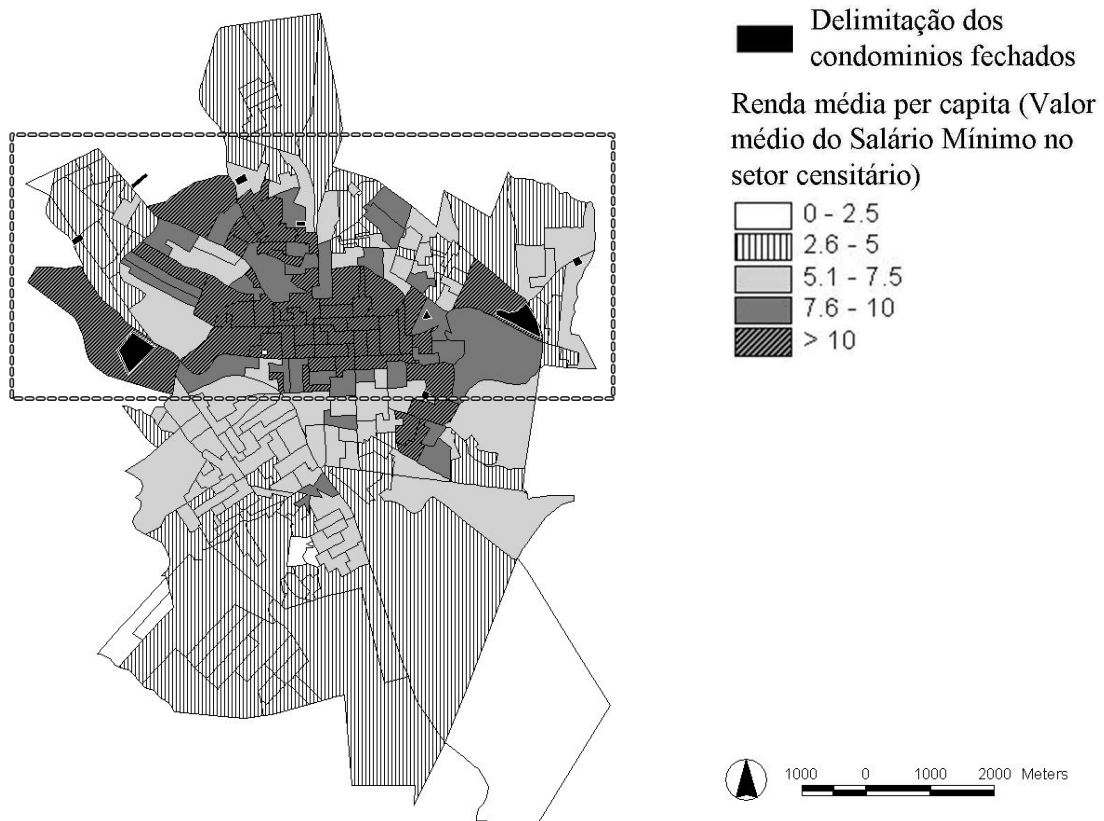 Delimitação dos
condominios fechados
Renda média per capita (Valor
médio do Salário Mínimo no
setor censitário)
0 - 2.5
2.6 - 5
5.1 - 7.5
7.6 - 10
> 10
1000 0 1000 2000 Meters